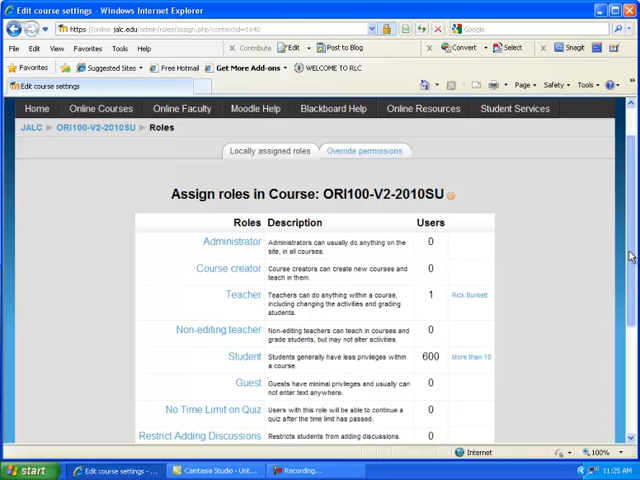 Edit course settings - Windows Internet Explorer
https://online.jalc.edu/admin/roles/assign.php?contextid=1640
Google
File Edit View Favorites Tools Help
Contribute Edit Post to Blog
Convert Select
Snagit
Favorites Suggested Sites Free Hotmail Get More Add-ons WELCOME TO RLC
Edit course settings
Page Safety Tools
Home Online Courses Online Faculty Moodle Help Blackboard Help Online Resources Student Services
JALC ► ORI100-V2-2010SU ► Roles
Locally assigned roles Override permissions
Assign roles in Course: ORI100-V2-2010SU
Roles Description Users
Administrator Administrators can usually do anything on the 0
site, in all courses.
Course creator Course creators can create new courses and 0
teach in them.
Teacher Teachers can do anything within a course, 1 Rick Burkett
including changing the activities and grading
students.
Non-editing teacher Non-editing teachers can teach in courses and 0
grade students, but may not alter activities.
Student Students generally have less privileges within 600 More than 10
a course.
Guest Guests have minimal privileges and usually can 0
not enter text anywhere.
No Time Limit on Quiz Users with this role will be able to continue a 0
quiz after the time limit has passed.
Restrict Adding Discussions Restricts students from adding discussions. 0
Internet 100%
start Edit course settings - ... Camtasia Studio - Unt... Recording... 11:25 AM